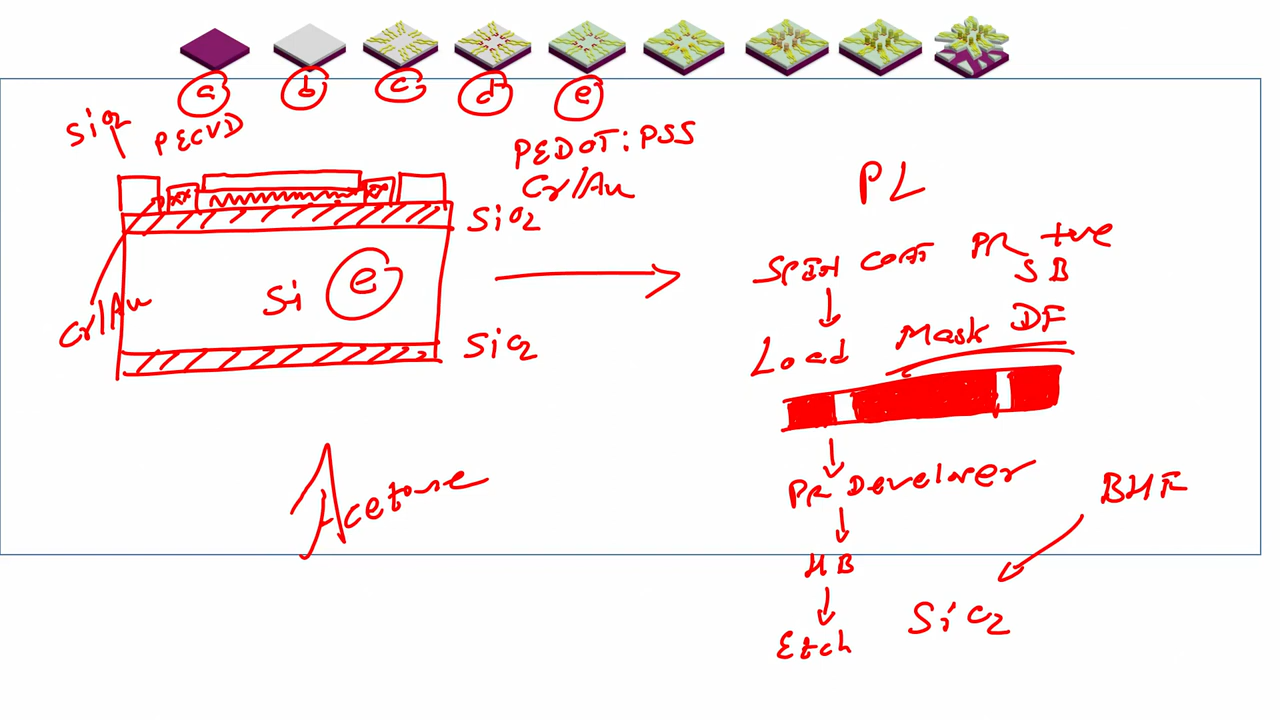 a b c d e
SiO2
PECVD
PEDOT:PSS
Cr/Au
SiO2
Si e
Cr/Au
SiO2
Acetone
PL
SPIN COAT PR +ve
SB
Load Mask DF
PR Developer
BHF
HB
Etch
SiO2